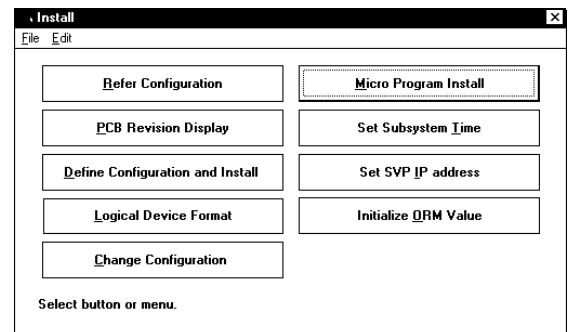 Install
File Edit
Refer Configuration
Micro Program Install
PCB Revision Display
Set Subsystem Time
Define Configuration and Install
Set SVP IP address
Logical Device Format
Initialize ORM Value
Change Configuration
Select button or menu.